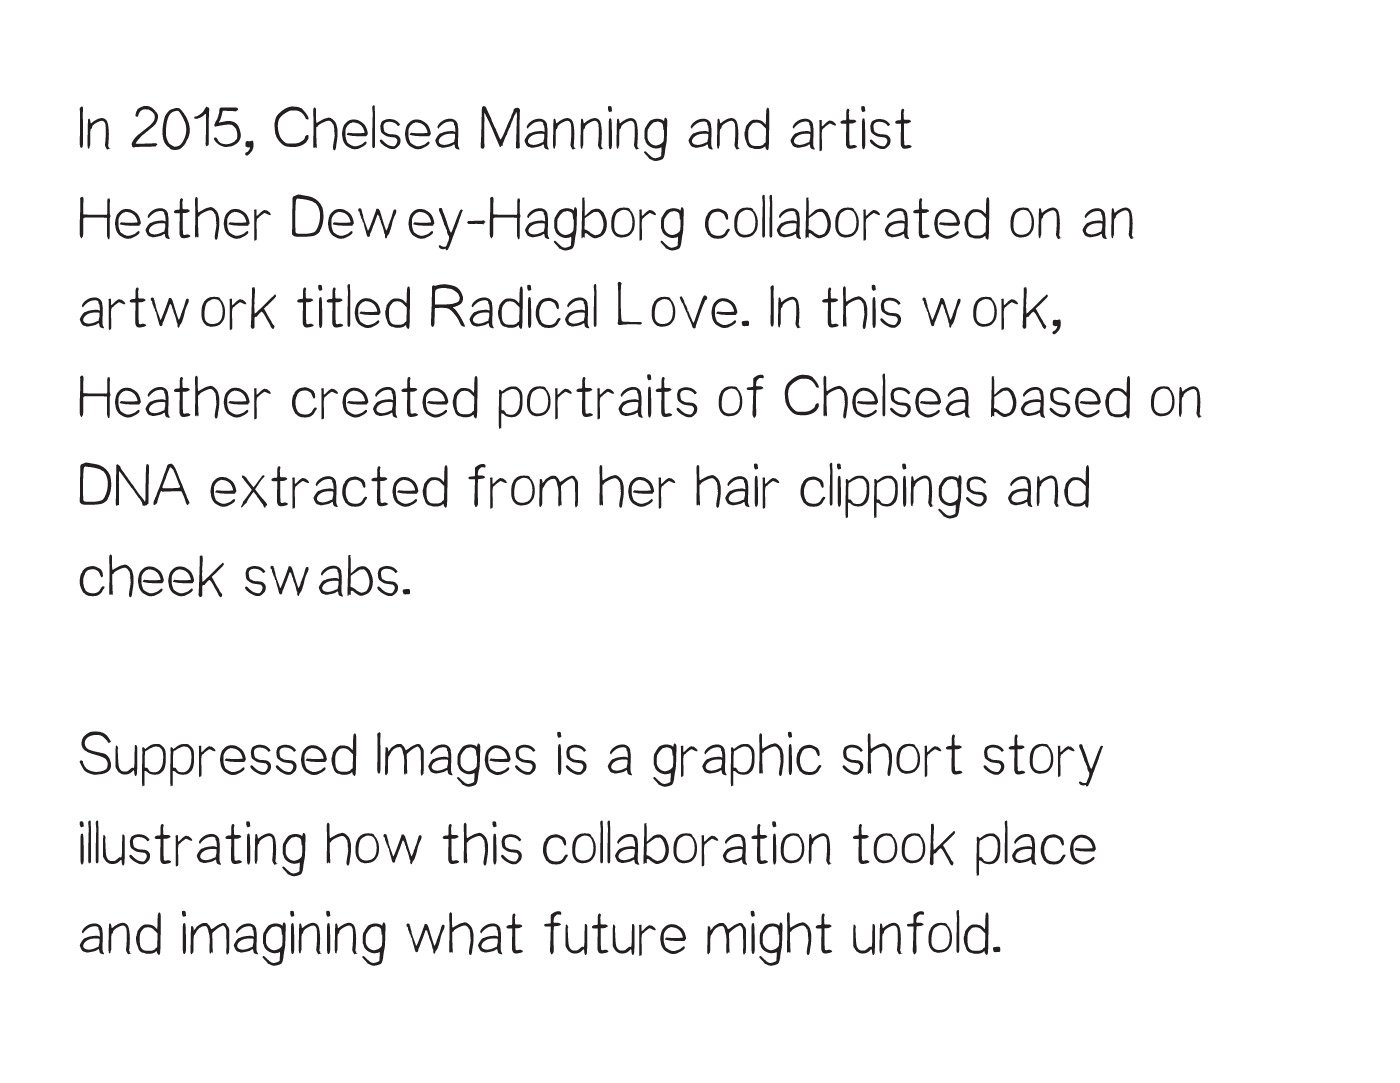 In 2015, Chelsea Manning and artist
Heather Dewey-Hagborg collaborated on an
artwork titled Radical Love. In this work,
Heather created portraits of Chelsea based on
DNA extracted from her hair clippings and
cheek swabs.
Suppressed Images is a graphic short story
illustrating how this collaboration took place
and imagining what future might unfold.